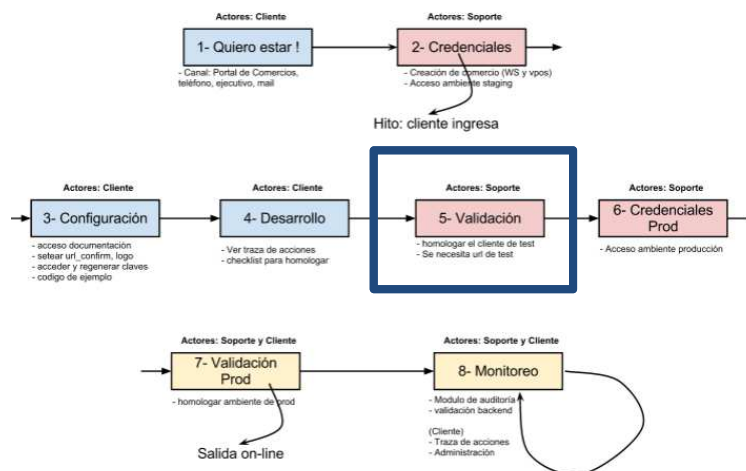 Actores: Cliente
1- Quiero estar !
- Canal: Portal de Comercios,
teléfono, ejecutivo, mail
Actores: Soporte
2- Credenciales
- Creación de comercio (WS y vpos)
- Acceso ambiente staging
Hito: cliente ingresa
Actores: Cliente
3- Configuración
- acceso documentación
- setear url_confirm, logo
- acceder y regenerar claves
- codigo de ejemplo
Actores: Cliente
4- Desarrollo
- Ver traza de acciones
- checklist para homologar
Actores: Soporte
5- Validación
- homologar el cliente de test
- Se necesita url de test
Actores: Soporte
6- Credenciales
Prod
- Acceso ambiente producción
Actores: Soporte y Cliente
7- Validación
Prod
- homologar ambiente de prod
Salida on-line
Actores: Soporte y Cliente
8- Monitoreo
- Modulo de auditoría
- validación backend
(Cliente)
- Traza de acciones
- Administración